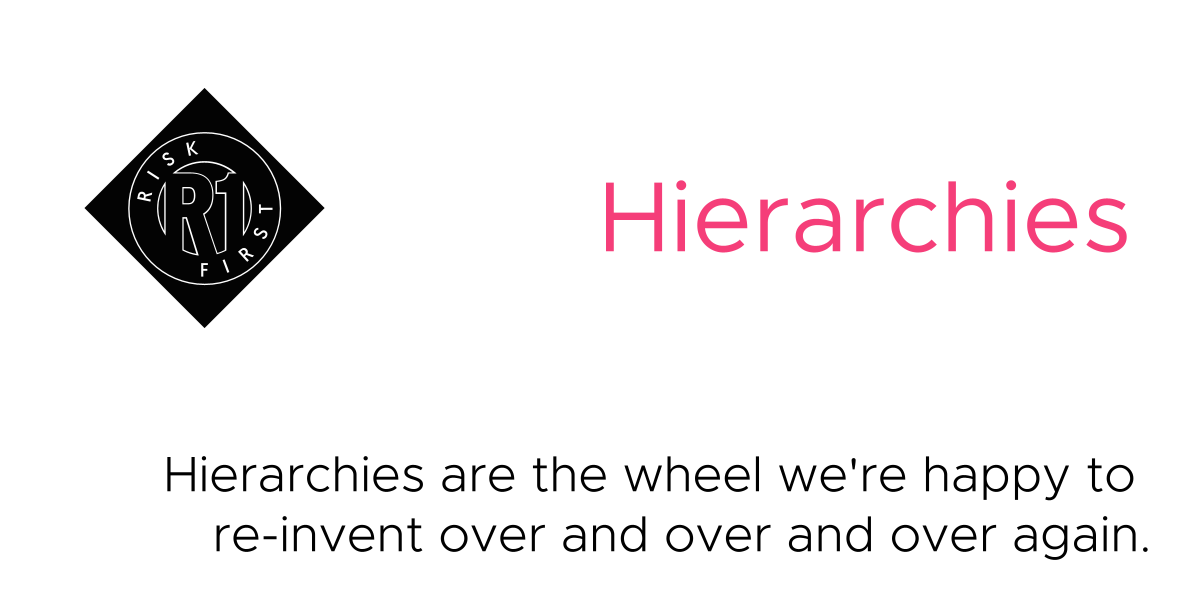 RISK
R1
FIRST
Hierarchies
Hierarchies are the wheel we're happy to
re-invent over and over and over again.